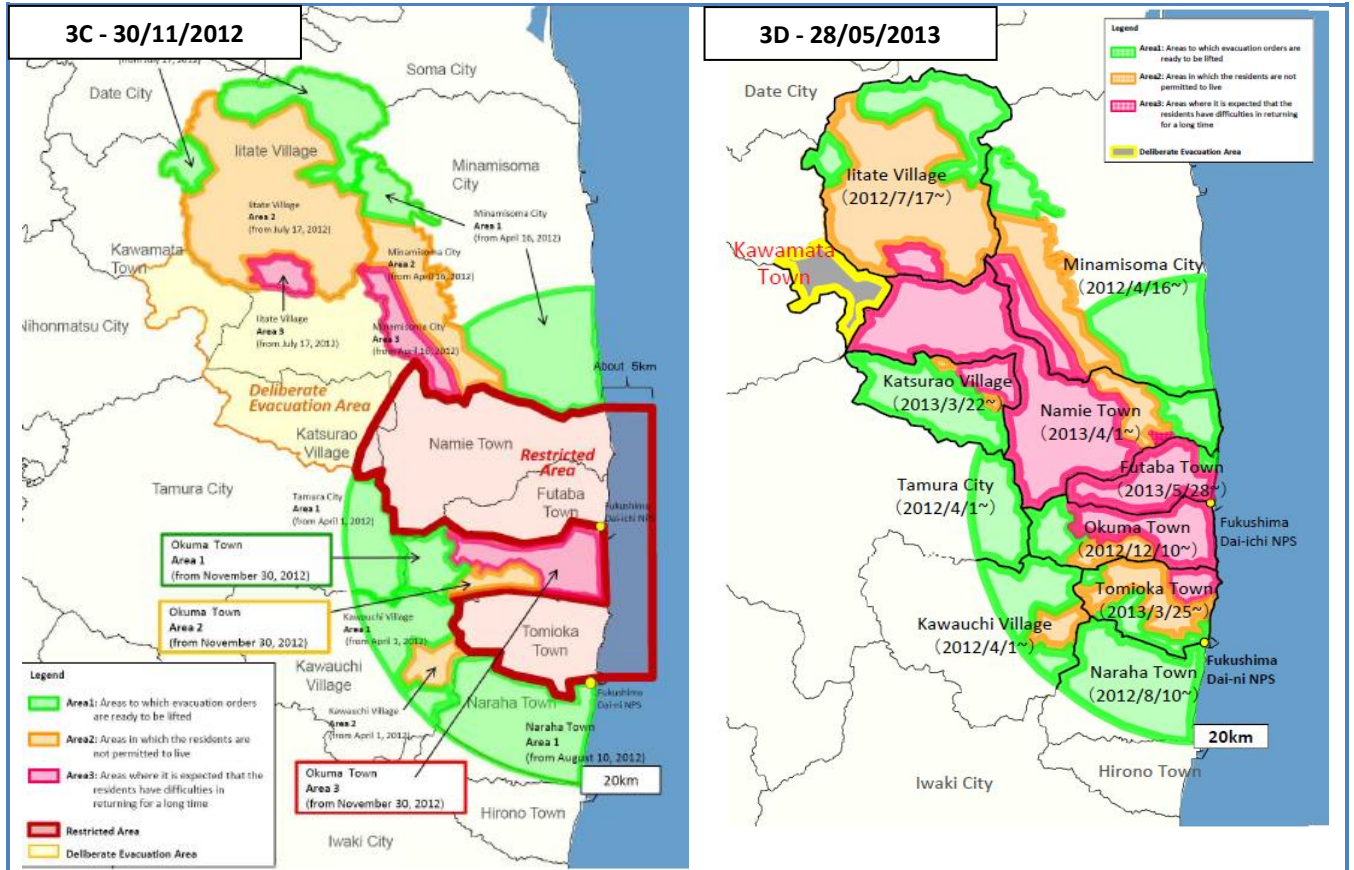 3C - 30/11/2012
(from July 17, 2012)
Soma City
Date City
Iitate Village
Minamisoma
City
Iitate Village
Area 2
(from July 17, 2012)
Minamisoma City
Area 1
(from April 16, 2012)
Kawamata
Town
Minamisoma City
Area 2
(from April 16, 2012)
Nihonmatsu City
Iitate Village
Area 3
(from July 17, 2012)
Minamisoma City
Area 3
(from April 16, 2012)
About 5km
Deliberate
Evacuation Area
Katsurao
Village
Namie Town
Restricted
Area
Futaba
Town
Tamura City
Tamura City
Area 1
(from April 1, 2012)
Fukushima
Dai-ichi NPS
Okuma Town
Area 1
(from November 30, 2012)
Okuma Town
Area 2
(from November 30, 2012)
Kawauchi Village
Area 1
(from April 1, 2012)
Tomioka
Town
Kawauchi
Village
Fukushima
Dai-ni NPS
Kawauchi Village
Area 2
(from April 1, 2012)
Naraha Town
Naraha Town
Area 1
(from August 10, 2012)
Okuma Town
Area 3
(from November 30, 2012)
20km
Hirono Town
Iwaki City
Legend
Area1: Areas to which evacuation orders
are ready to be lifted
Area2: Areas in which the residents are
not permitted to live
Area3: Areas where it is expected that the
residents have difficulties in
returning for a long time
Restricted Area
Deliberate Evacuation Area
3D - 28/05/2013
Legend
Area1: Areas to which evacuation orders are
ready to be lifted
Area2: Areas in which the residents are not
permitted to live
Area3: Areas where it is expected that the
residents have difficulties in returning
for a long time
Deliberate Evacuation Area
Date City
Iitate Village
(2012/7/17~)
Kawamata
Town
Minamisoma City
(2012/4/16~)
Katsurao Village
(2013/3/22~)
Namie Town
(2013/4/1~)
Futaba Town
(2013/5/28~)
Tamura City
(2012/4/1~)
Okuma Town
(2012/12/10~)
Fukushima
Dai-ichi NPS
Tomioka Town
(2013/3/25~)
Kawauchi Village
(2012/4/1~)
Fukushima
Dai-ni NPS
Naraha Town
(2012/8/10~)
20km
Hirono Town
Iwaki City